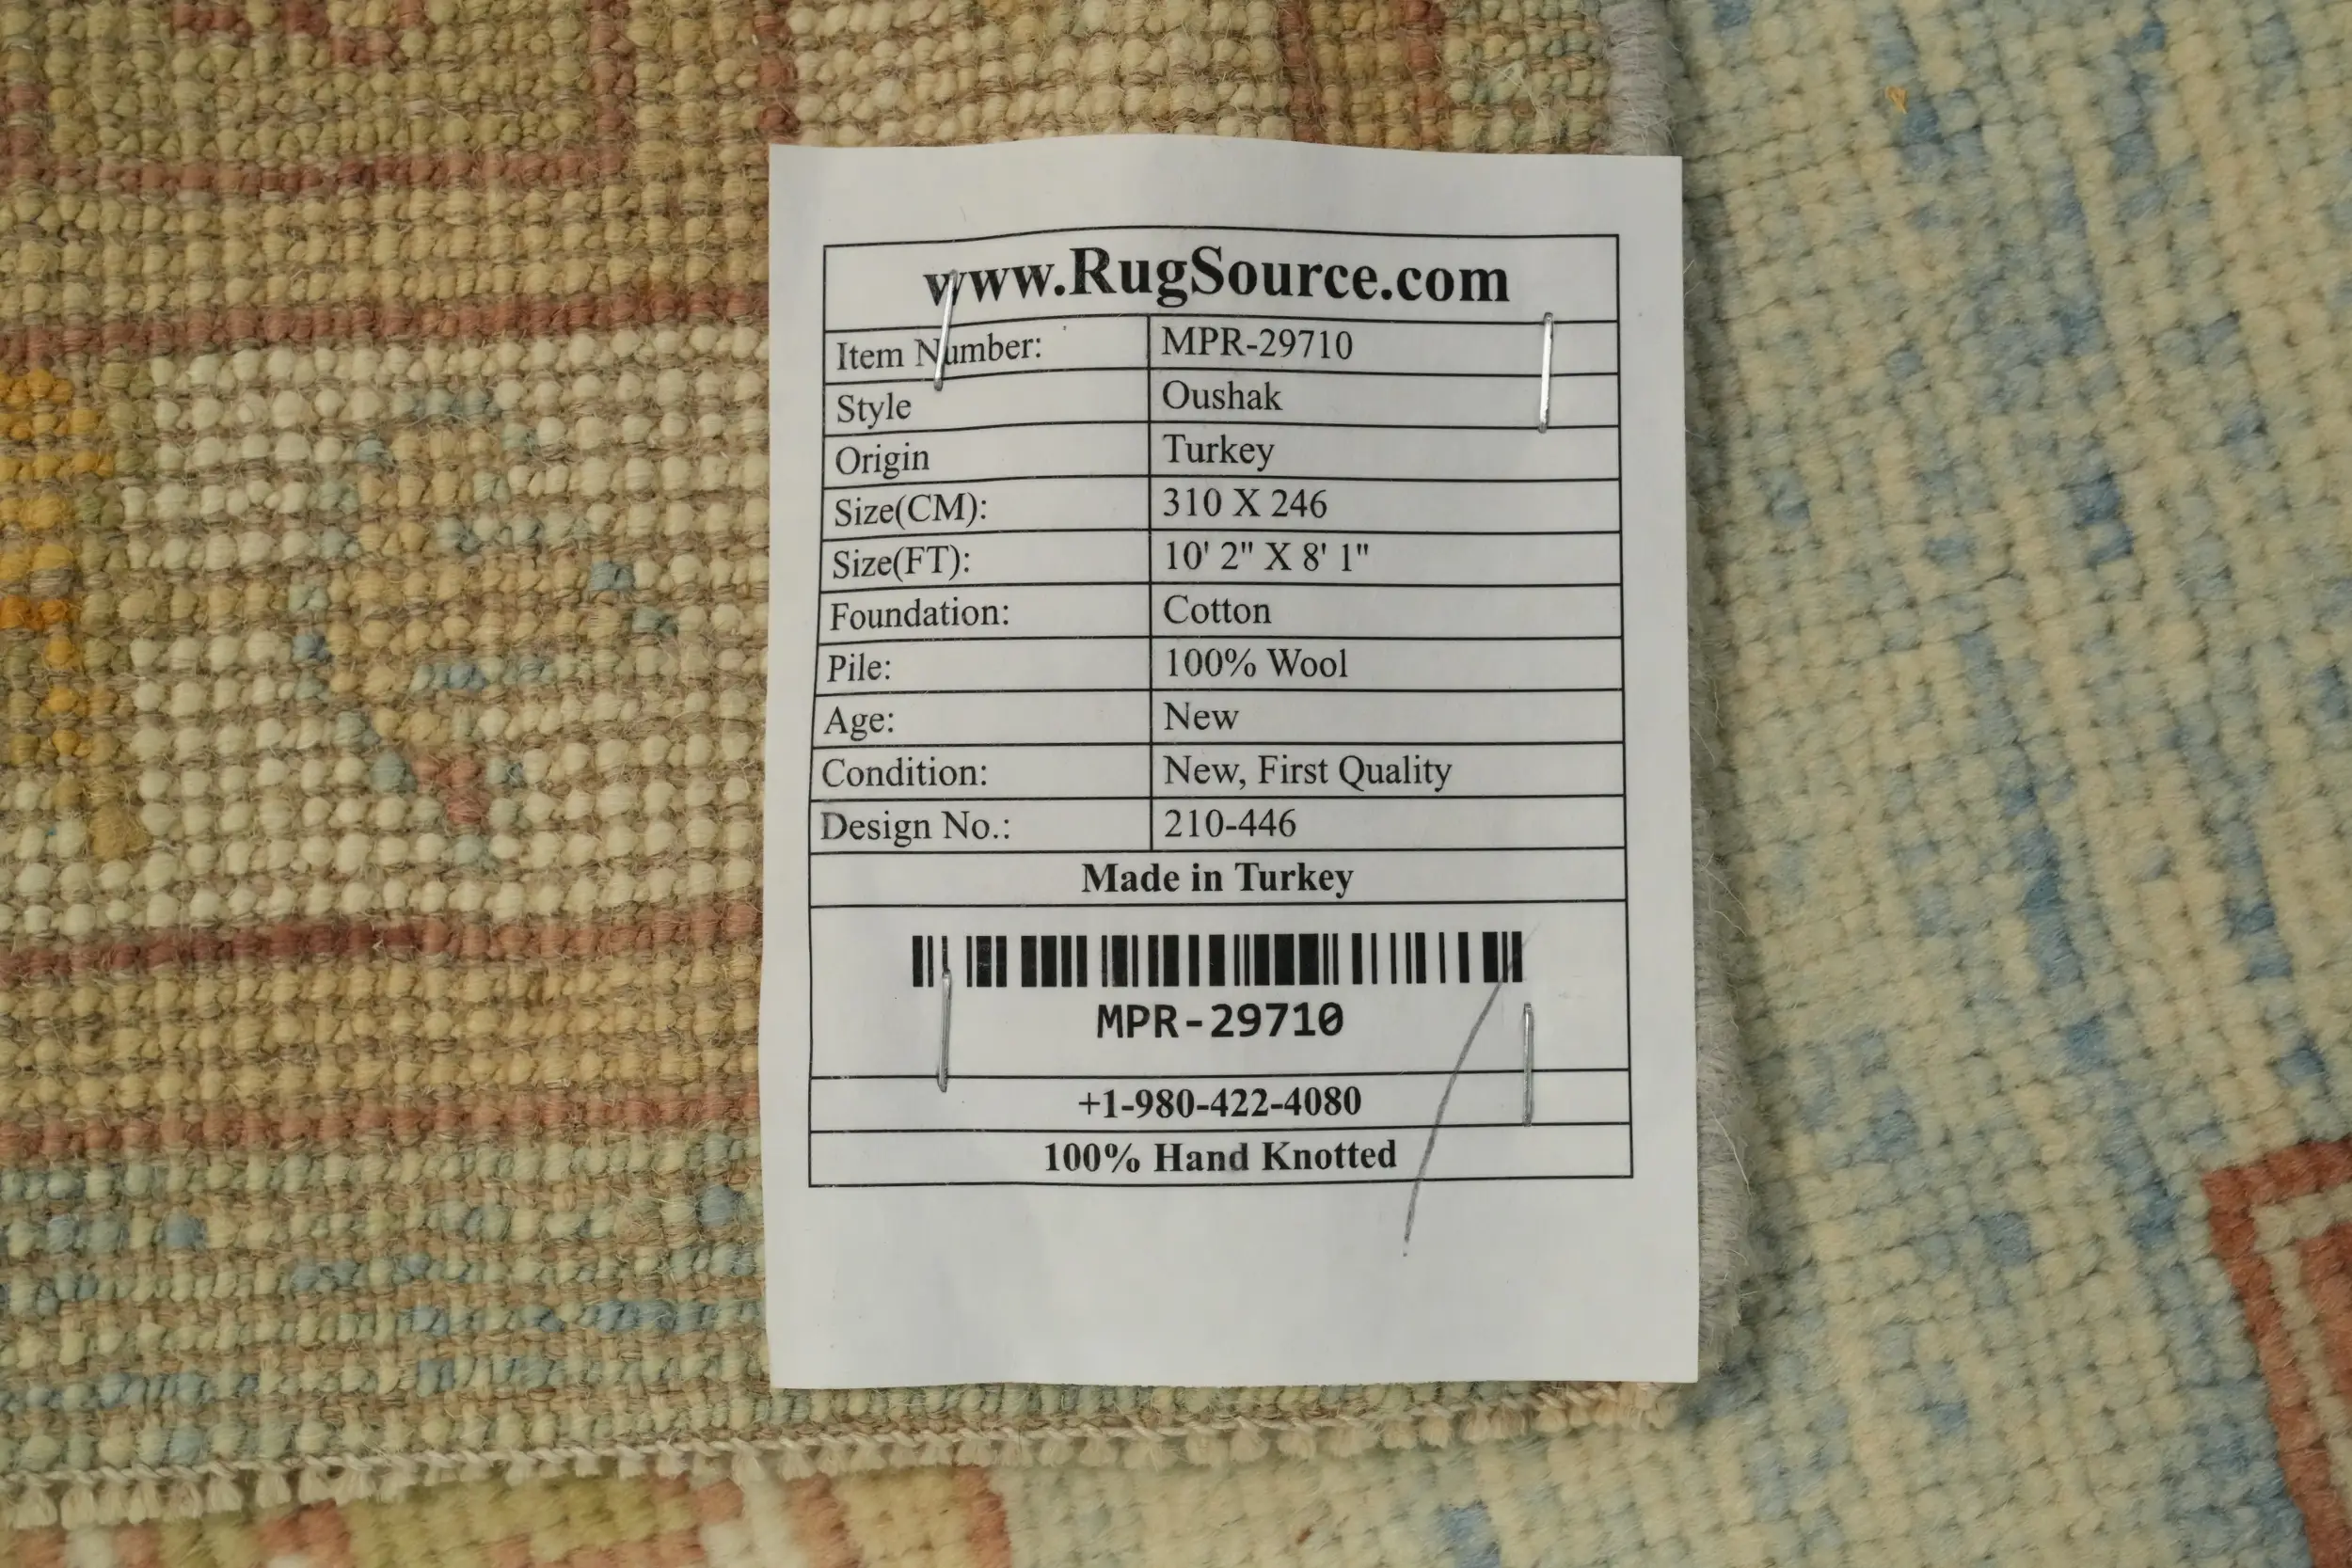 www.RugSource.com
Item Number: MPR-29710
Style Oushak
Origin Turkey
Size(CM): 310 X 246
Size(FT): 10' 2" X 8' 1"
Foundation: Cotton
Pile: 100% Wool
Age: New
Condition: New, First Quality
Design No.: 210-446
Made in Turkey
MPR-29710
+1-980-422-4080
100% Hand Knotted